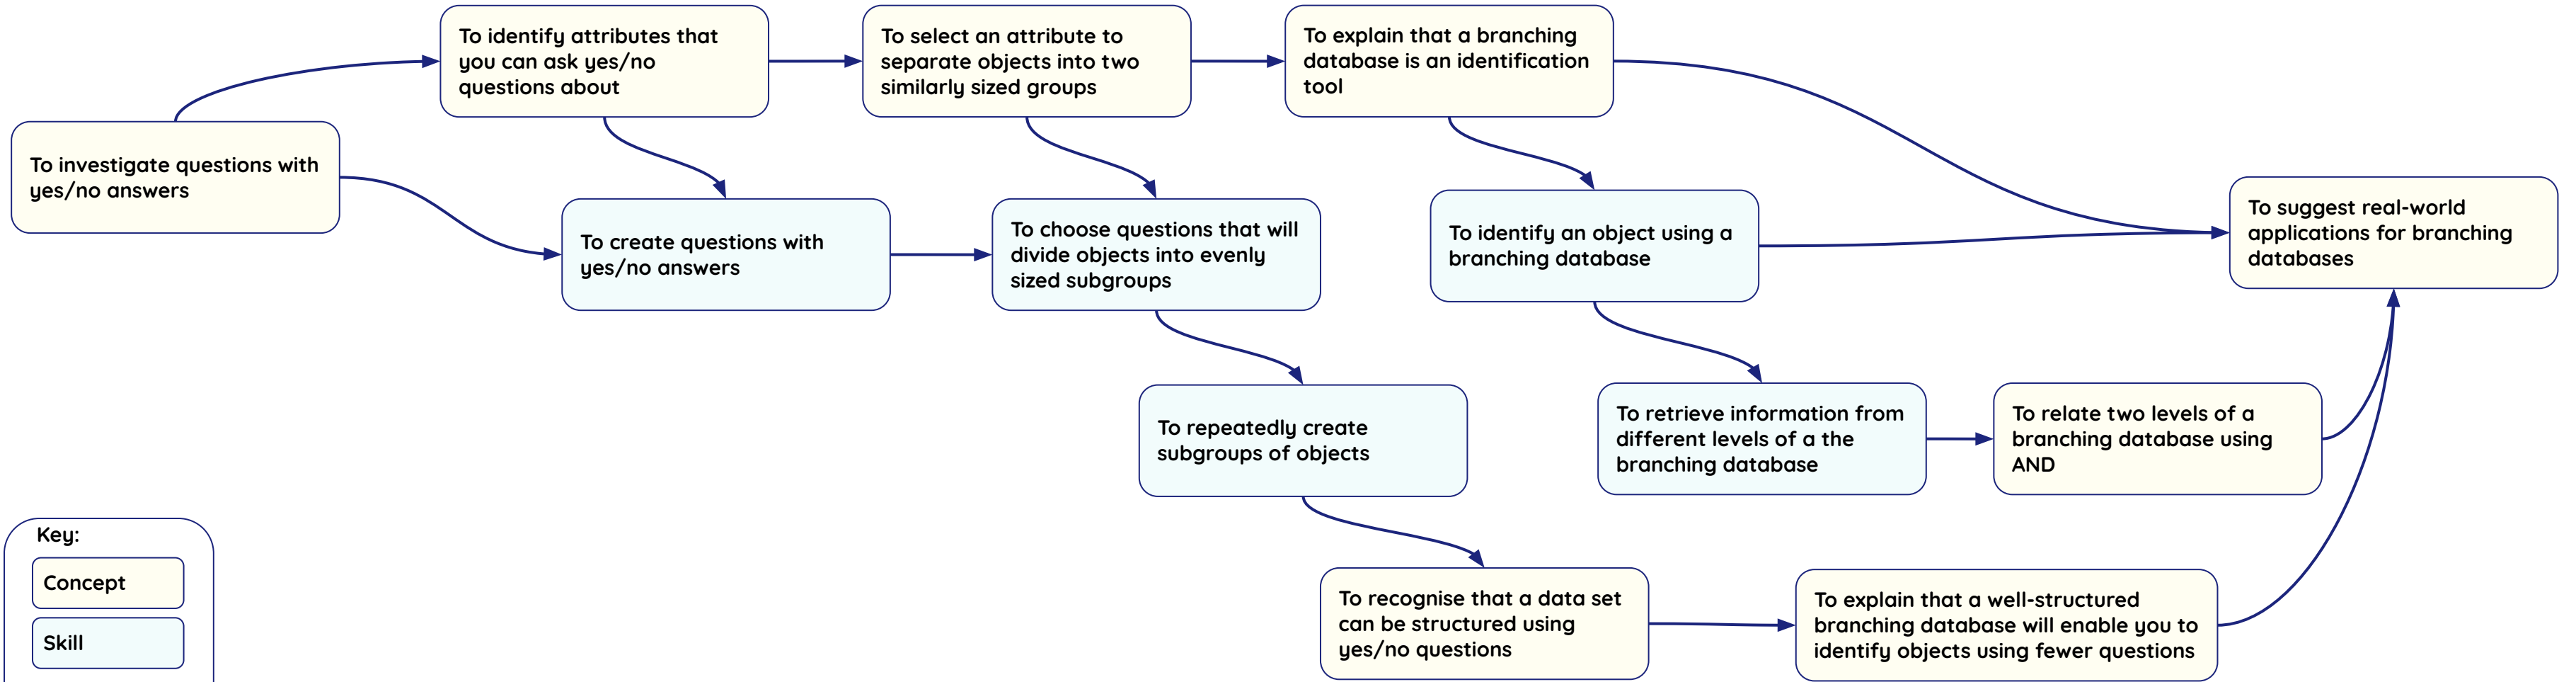 To identify attributes that
you can ask yes/no
questions about
To select an attribute to
separate objects into two
similarly sized groups
To explain that a branching
database is an identification
tool
To investigate questions with
yes/no answers
To create questions with
yes/no answers
To choose questions that will
divide objects into evenly
sized subgroups
To identify an object using a
branching database
To suggest real-world
applications for branching
databases
To repeatedly create
subgroups of objects
To retrieve information from
different levels of a the
branching database
To relate two levels of a
branching database using
AND
Key:
Concept
Skill
To recognise that a data set
can be structured using
yes/no questions
To explain that a well-structured
branching database will enable you to
identify objects using fewer questions